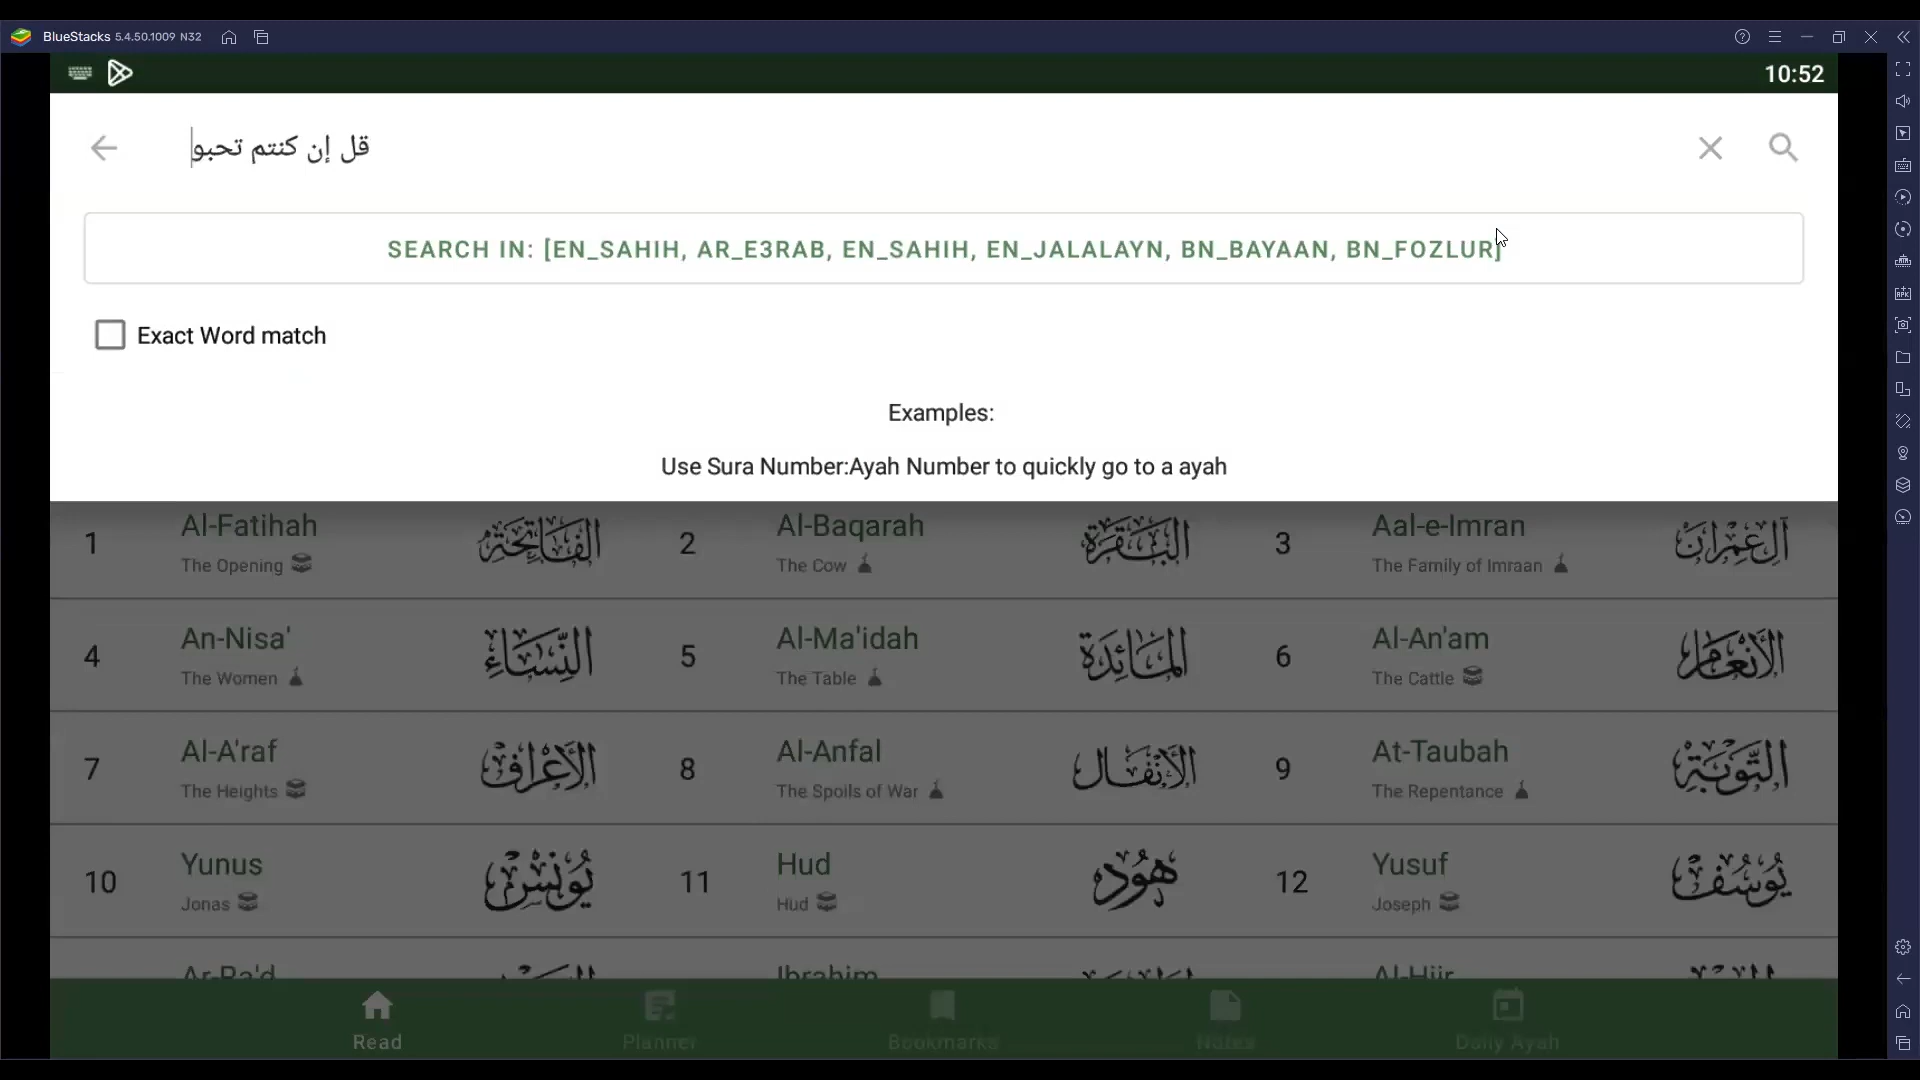 BlueStacks 5.4.50.1009 N32
10:52
قل إن كنتم تحبو
SEARCH IN: [EN_SAHIH, AR_E3RAB, EN_SAHIH, EN_JALALAYN, BN_BAYAAN, BN_FOZLUR]
Exact Word match
Examples:
Use Sura Number:Ayah Number to quickly go to a ayah
1 Al-Fatihah الفاتحة 2 Al-Baqarah البقرة 3 Aal-e-Imran آل عمران
The Opening The Cow The Family of Imraan
4 An-Nisa' النساء 5 Al-Ma'idah المائدة 6 Al-An'am الأنعام
The Women The Table The Cattle
7 Al-A'raf الأعراف 8 Al-Anfal الأنفال 9 At-Taubah التوبة
The Heights The Spoils of War The Repentance
10 Yunus يونس 11 Hud هود 12 Yusuf يوسف
Jonas Hud Joseph
Ar-Ra'd Ibrahim Al-Hijr
Read Planner Bookmarks Notes Daily Ayah